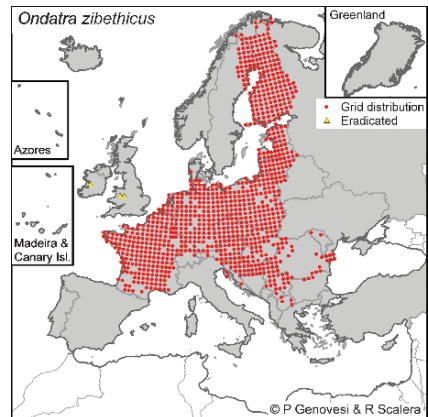 Ondatra zibethicus
Greenland
Grid distribution
Eradicated
Azores
Madeira &
Canary Isl.
© P Genovesi & R Scalera